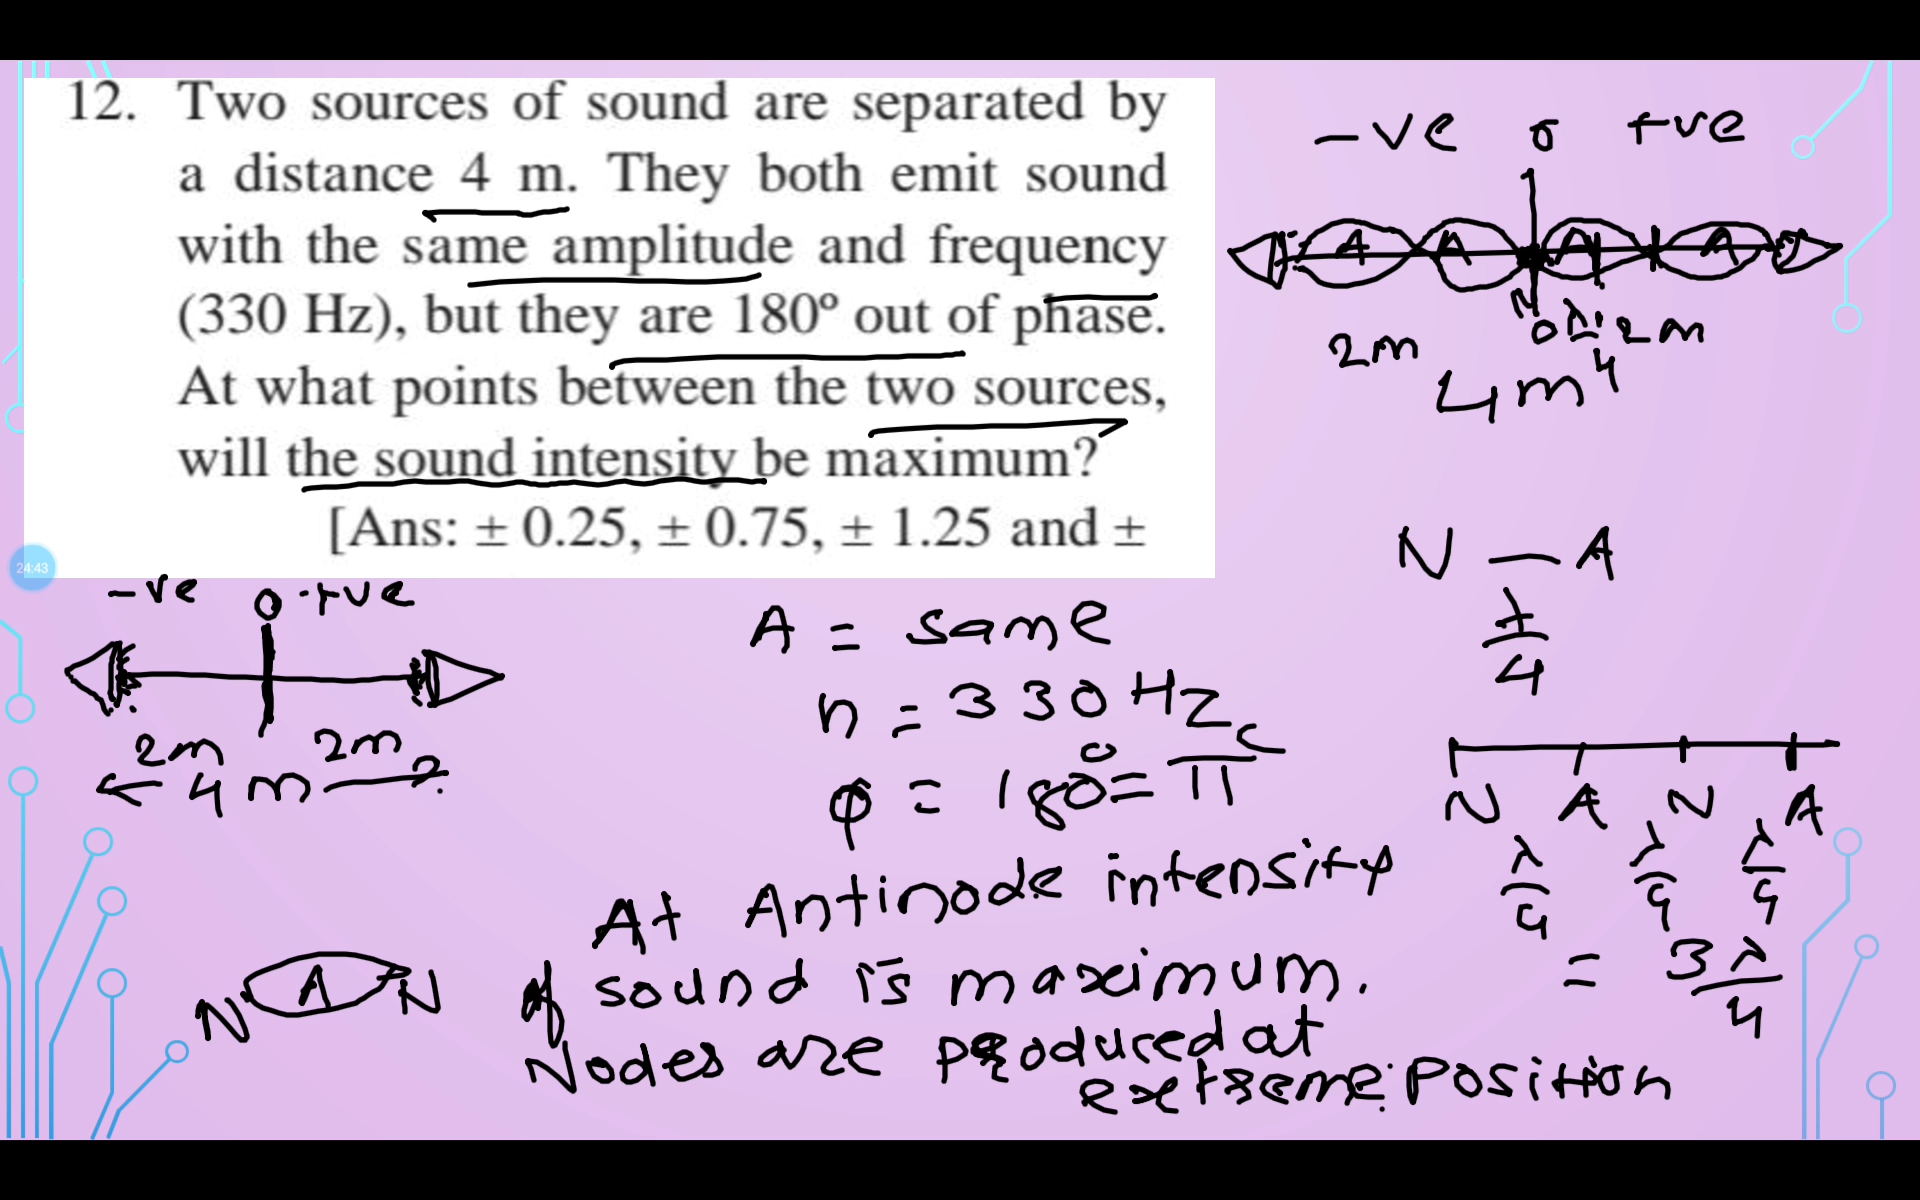 12. Two sources of sound are separated by
a distance 4 m. They both emit sound
with the same amplitude and frequency
(330 Hz), but they are 180° out of phase.
At what points between the two sources,
will the sound intensity be maximum?
[Ans: ± 0.25, ± 0.75, ± 1.25 and ±
24:43
-ve o +ve
A A A A
N
2m 2m
4m
0 λ/4
-ve O +ve
2m 2m
4m
N A N
A = same
n = 330 Hz
φ = 180° = π^c
At Antinode intensity
of sound is maximum.
Nodes are produced at
extreme position
N — A
λ/4
N A N A
λ/4 λ/4 λ/4
= 3λ/4